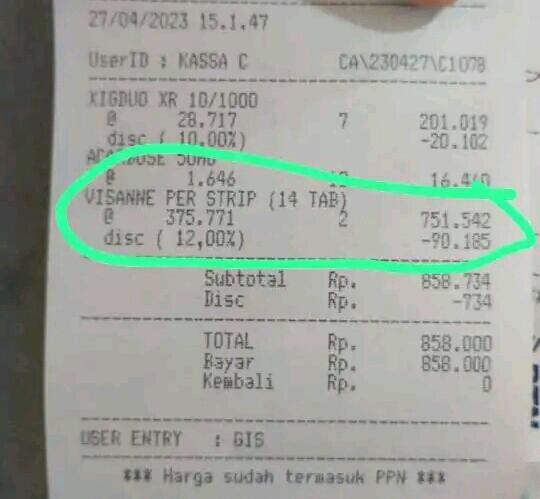 27/04/2023 15.1.47
UserID : KASSA C CA\230427\C1078
XIGDUO XR 10/1000
@ 28.717 7 201.019
disc ( 10,00%) -20.102
@ 1.646 16.460
VISANNE PER STRIP (14 TAB)
@ 375.771 2 751.542
disc ( 12,00%) -90.185
Subtotal Rp. 858.734
Disc Rp. -734
TOTAL Rp. 858.000
Bayar Rp. 858.000
Kembali Rp. 0
USER ENTRY : GIS
*** Harga sudah termasuk PPN ***